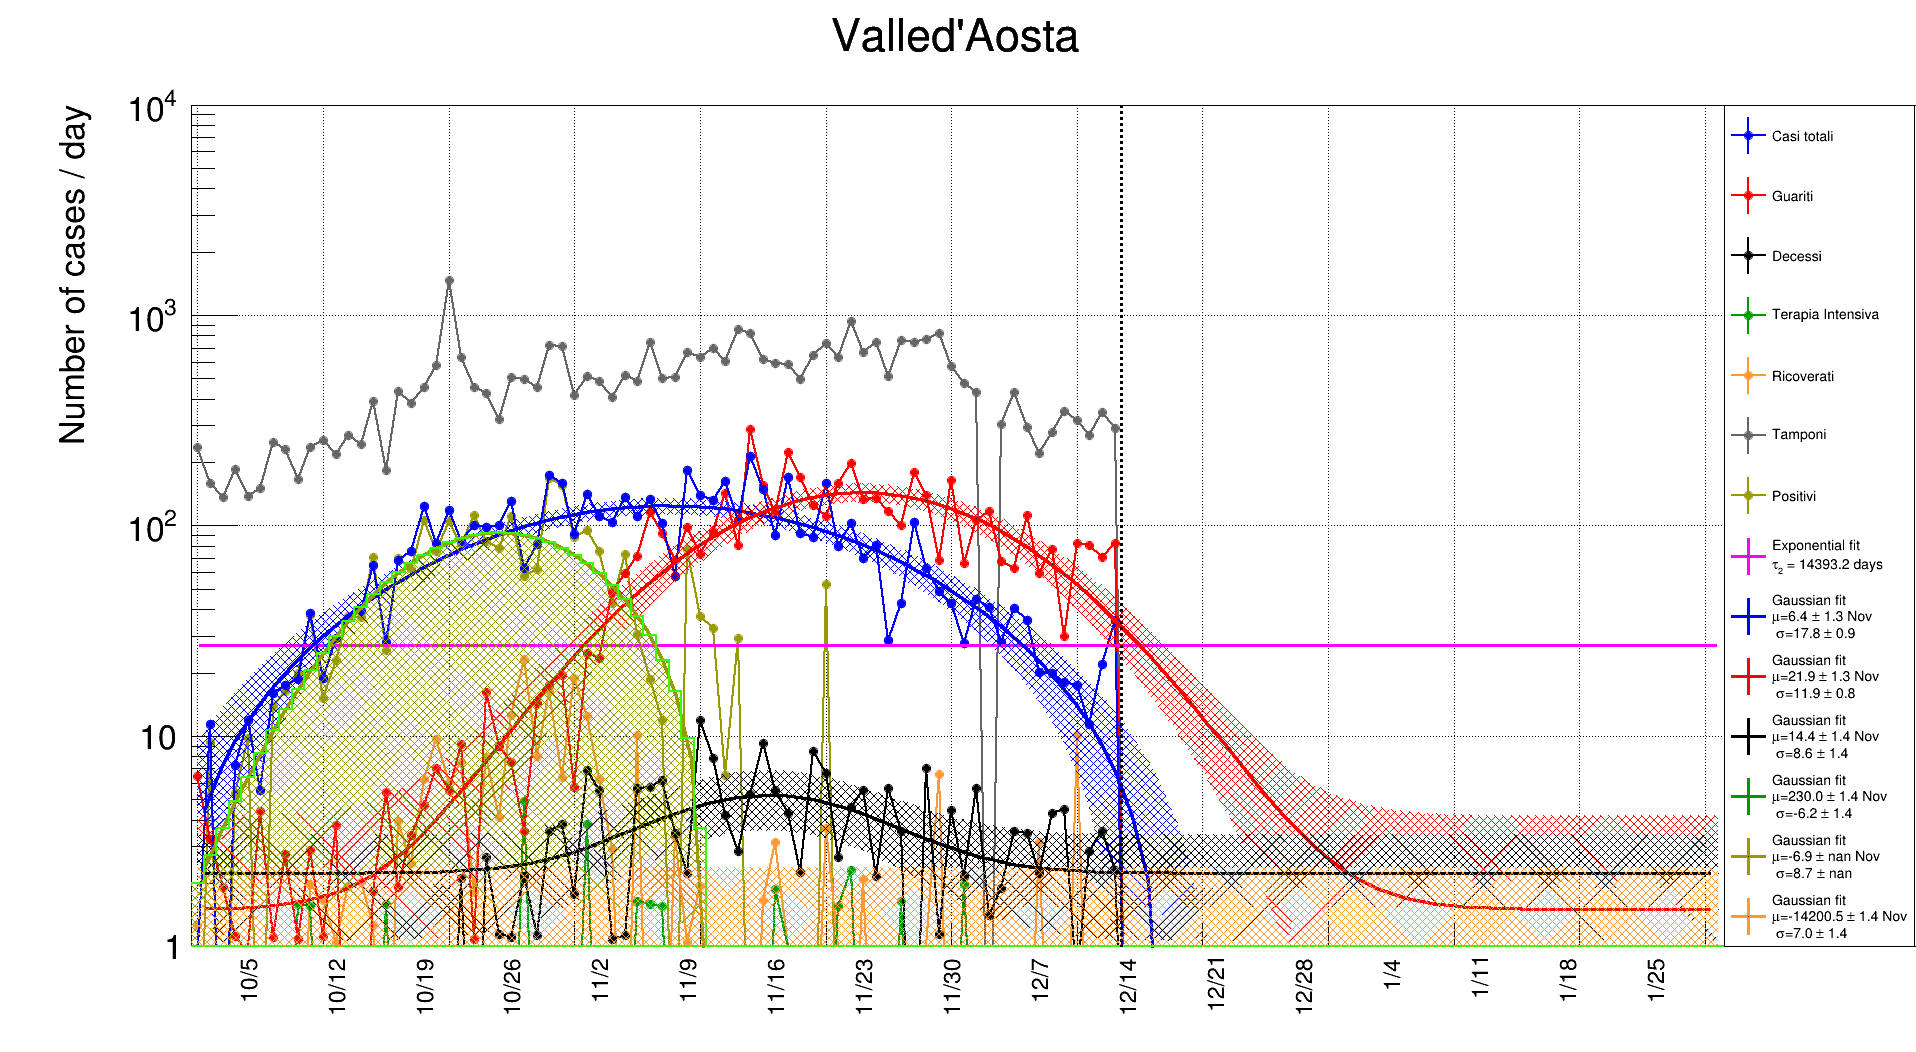 Valled'Aosta
Number of cases / day
10⁴
10³
10²
10
1
10/5
10/12
10/19
10/26
11/2
11/9
11/16
11/23
11/30
12/7
12/14
12/21
12/28
1/4
1/11
1/18
1/25
Casi totali
Guariti
Decessi
Terapia Intensiva
Ricoverati
Tamponi
Positivi
Exponential fit
τ₂ = 14393.2 days
Gaussian fit
μ=6.4 ± 1.3 Nov
σ=17.8 ± 0.9
Gaussian fit
μ=21.9 ± 1.3 Nov
σ=11.9 ± 0.8
Gaussian fit
μ=14.4 ± 1.4 Nov
σ=8.6 ± 1.4
Gaussian fit
μ=230.0 ± 1.4 Nov
σ=-6.2 ± 1.4
Gaussian fit
μ=-6.9 ± nan Nov
σ=8.7 ± nan
Gaussian fit
μ=-14200.5 ± 1.4 Nov
σ=7.0 ± 1.4